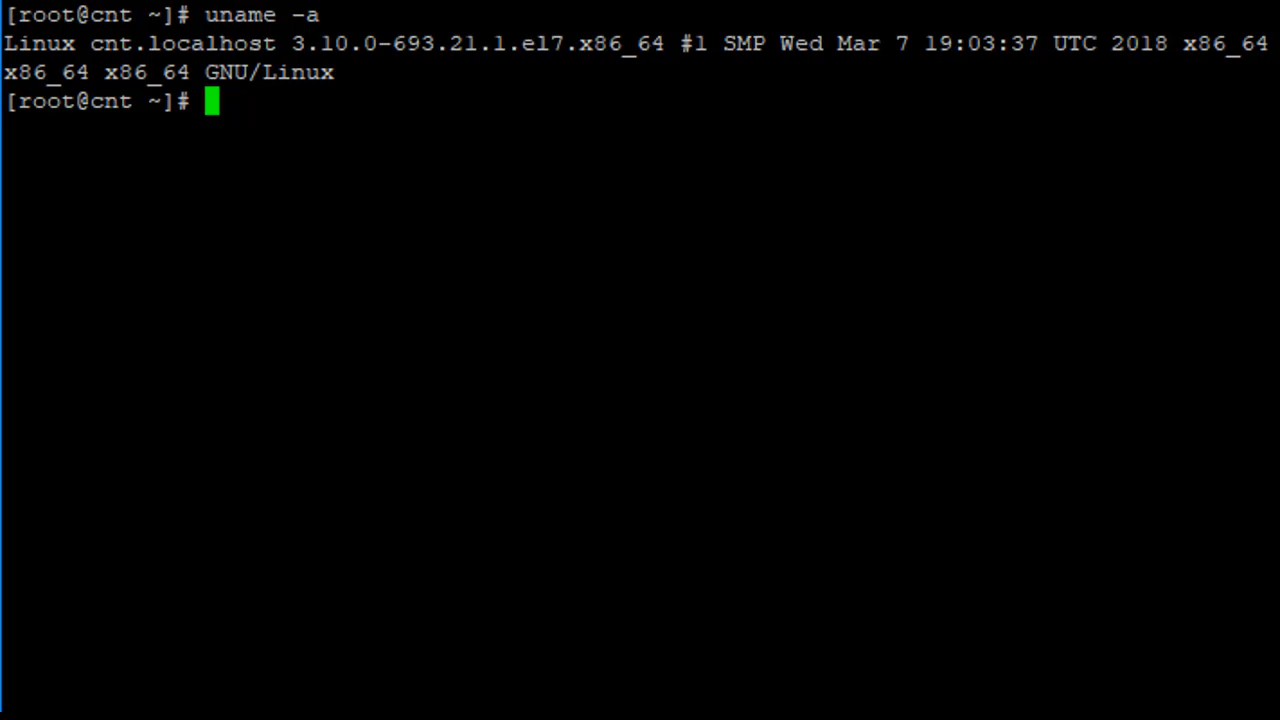 [root@cnt ~]# uname -a
Linux cnt.localhost 3.10.0-693.21.1.el7.x86_64 #1 SMP Wed Mar 7 19:03:37 UTC 2018 x86_64
x86_64 x86_64 GNU/Linux
[root@cnt ~]#